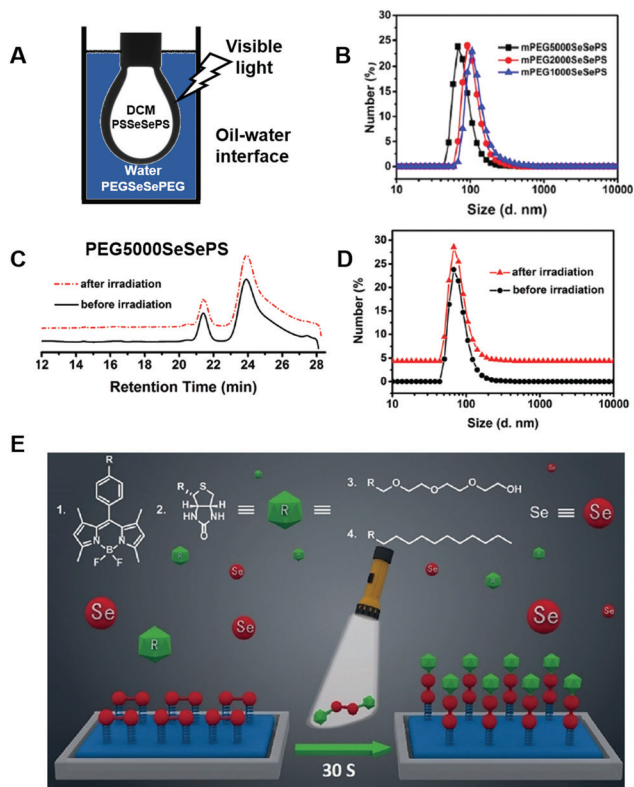 A
Visible
light
DCM
PSSeSePS
Oil-water
interface
Water
PEGSeSePEG
B
Number (%)
25
20
15
10
5
0
mPEG5000SeSePS
mPEG2000SeSePS
mPEG1000SeSePS
10 100 1000 10000
Size (d. nm)
C
PEG5000SeSePS
after irradiation
before irradiation
12 14 16 18 20 22 24 26 28
Retention Time (min)
D
Number (%
30
25
20
15
10
5
0
after irradiation
before irradiation
10 100 1000 10000
Size (d. nm)
E
1.
R
N N
B
F F
2.
R
S
H H
HN NH
O
R
3.
R O O O OH
4.
R
Se
Se
Se
R
Se
Se
30 S